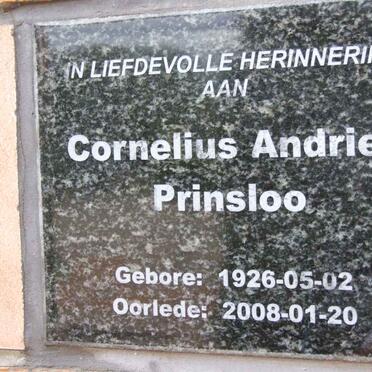 IN LIEFDEVOLLE HERINNERI
AAN
Cornelius Andrie
Prinsloo
Gebore: 1926-05-02
Oorlede: 2008-01-20